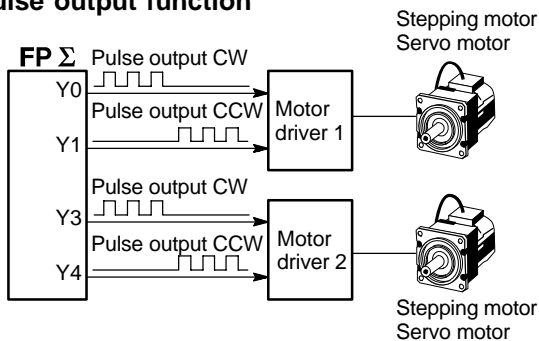 output function
Stepping motor
Servo motor
FP Σ
Pulse output CW
Y0
Pulse output CCW
Y1
Motor
driver 1
Pulse output CW
Y3
Pulse output CCW
Y4
Motor
driver 2
Stepping motor
Servo motor